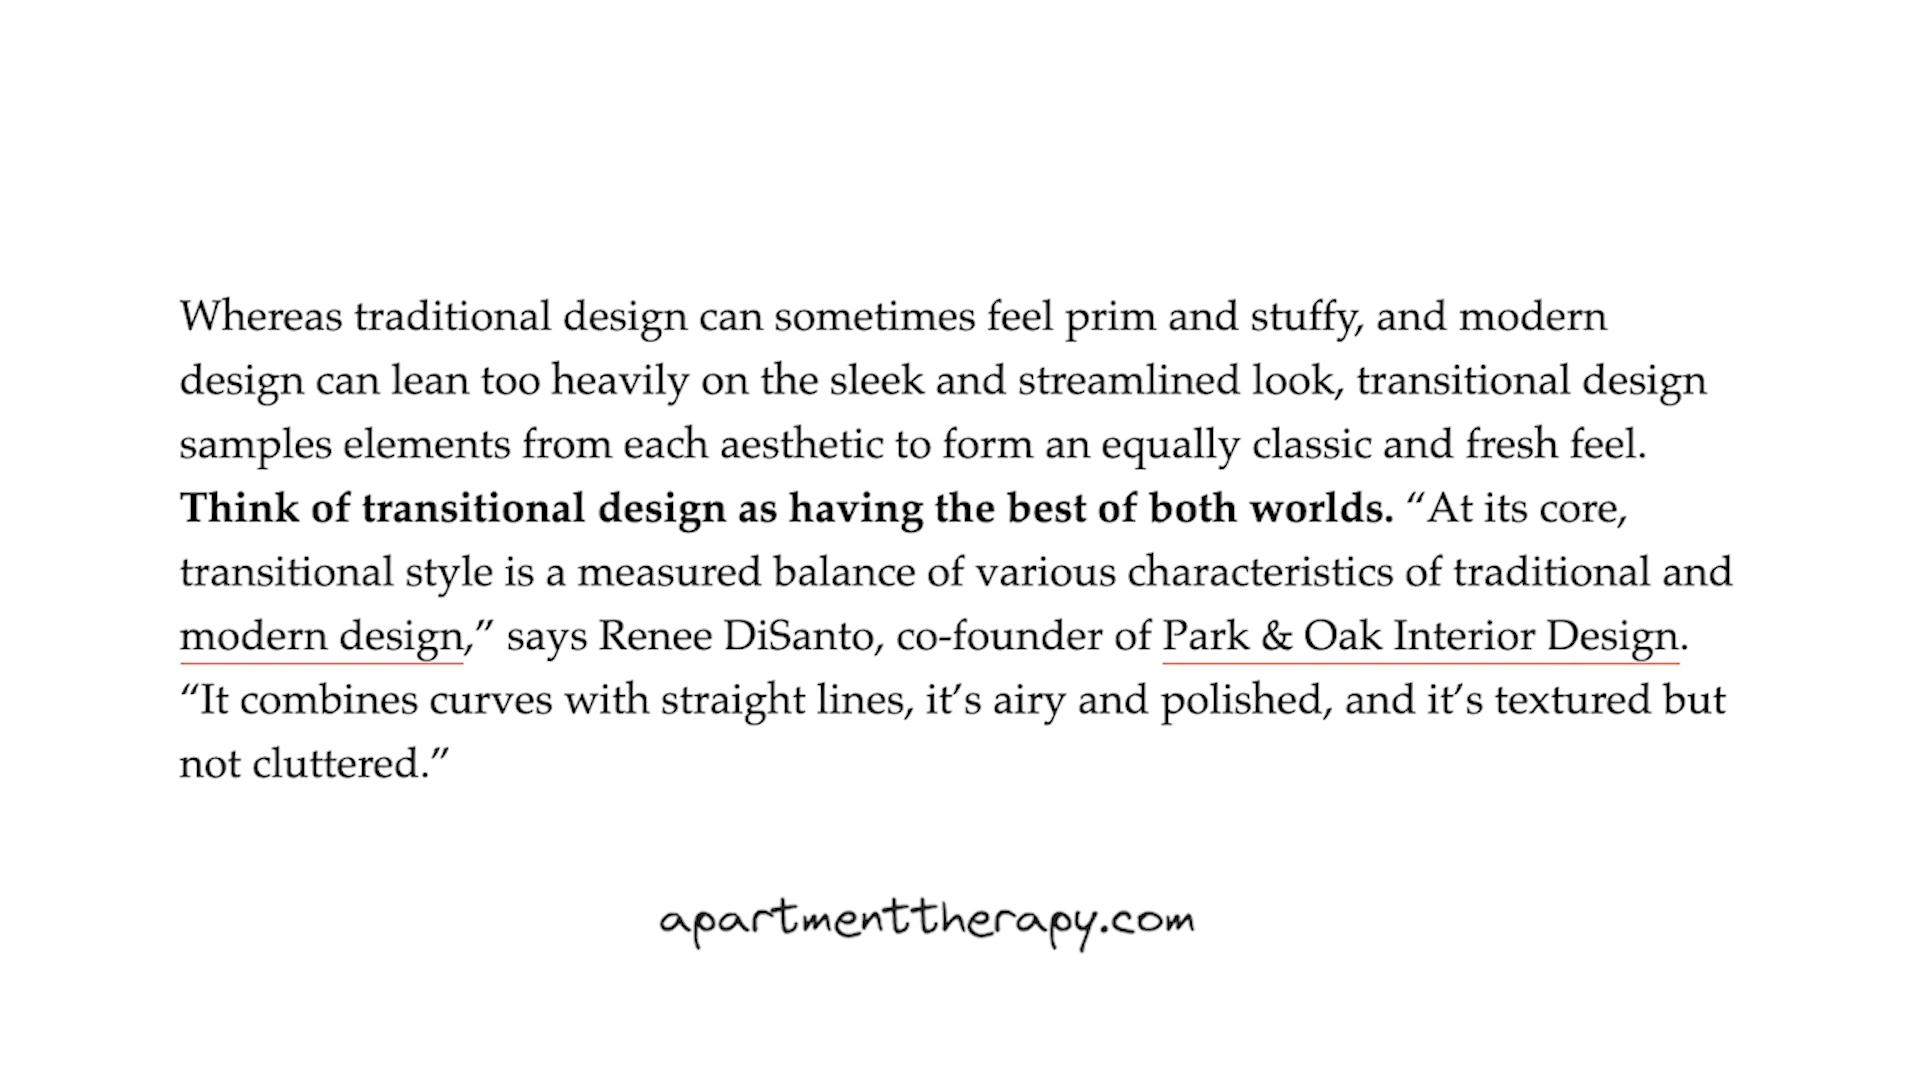 Whereas traditional design can sometimes feel prim and stuffy, and modern
design can lean too heavily on the sleek and streamlined look, transitional design
samples elements from each aesthetic to form an equally classic and fresh feel.
Think of transitional design as having the best of both worlds. “At its core,
transitional style is a measured balance of various characteristics of traditional and
modern design,” says Renee DiSanto, co-founder of Park & Oak Interior Design.
“It combines curves with straight lines, it’s airy and polished, and it’s textured but
not cluttered.”
apartmenttherapy.com